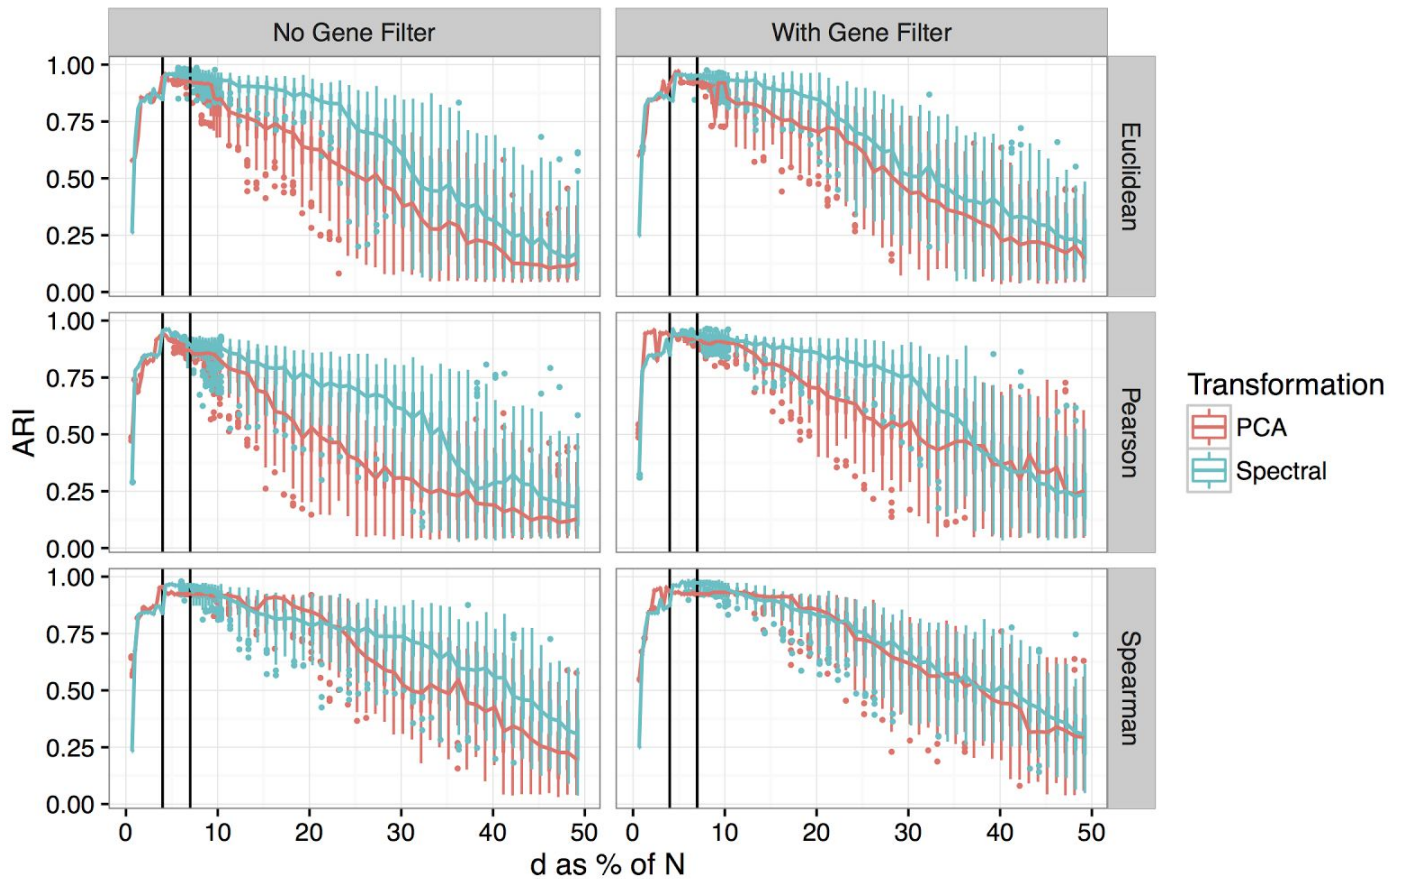 No Gene Filter
With Gene Filter
1.00
0.75
0.50
0.25
0.00
Euclidean
1.00
0.75
0.50
0.25
0.00
Pearson
1.00
0.75
0.50
0.25
0.00
Spearman
ARI
0 10 20 30 40 50
0 10 20 30 40 50
d as % of N
Transformation
PCA
Spectral